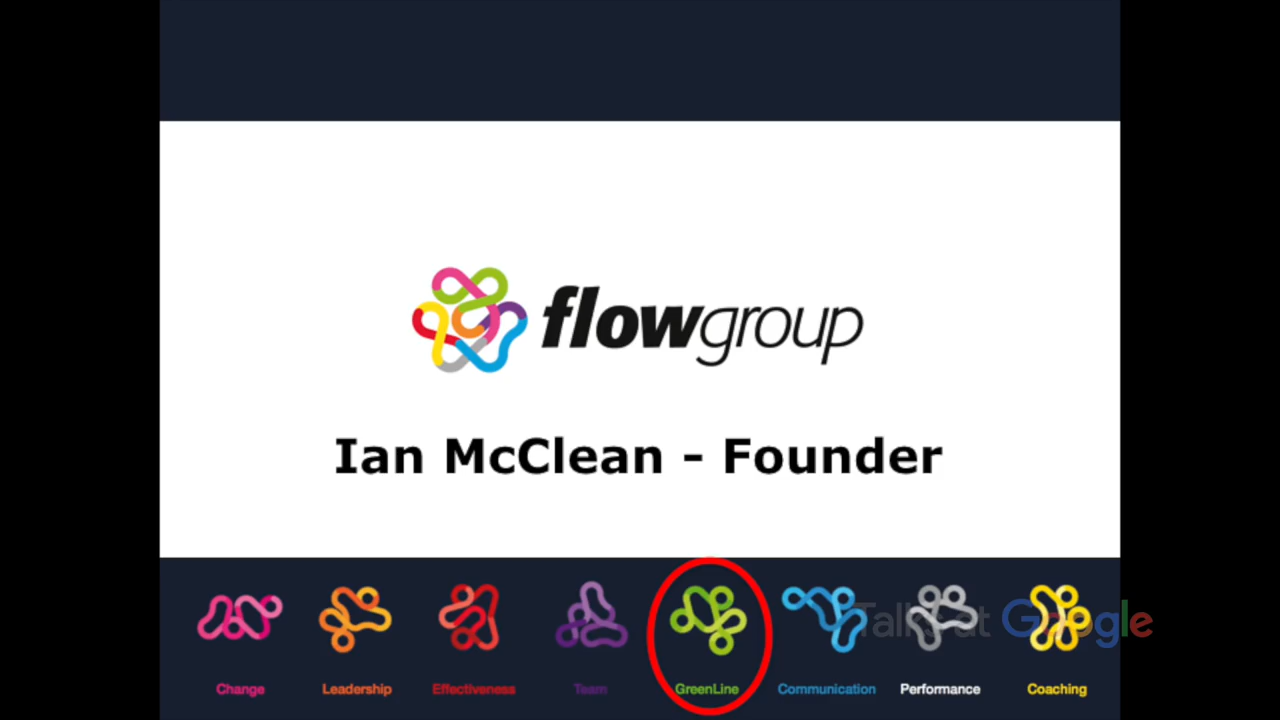 flowgroup
Ian McClean - Founder
Talks at Google
Change Leadership Effectiveness Team GreenLine Communication Performance Coaching